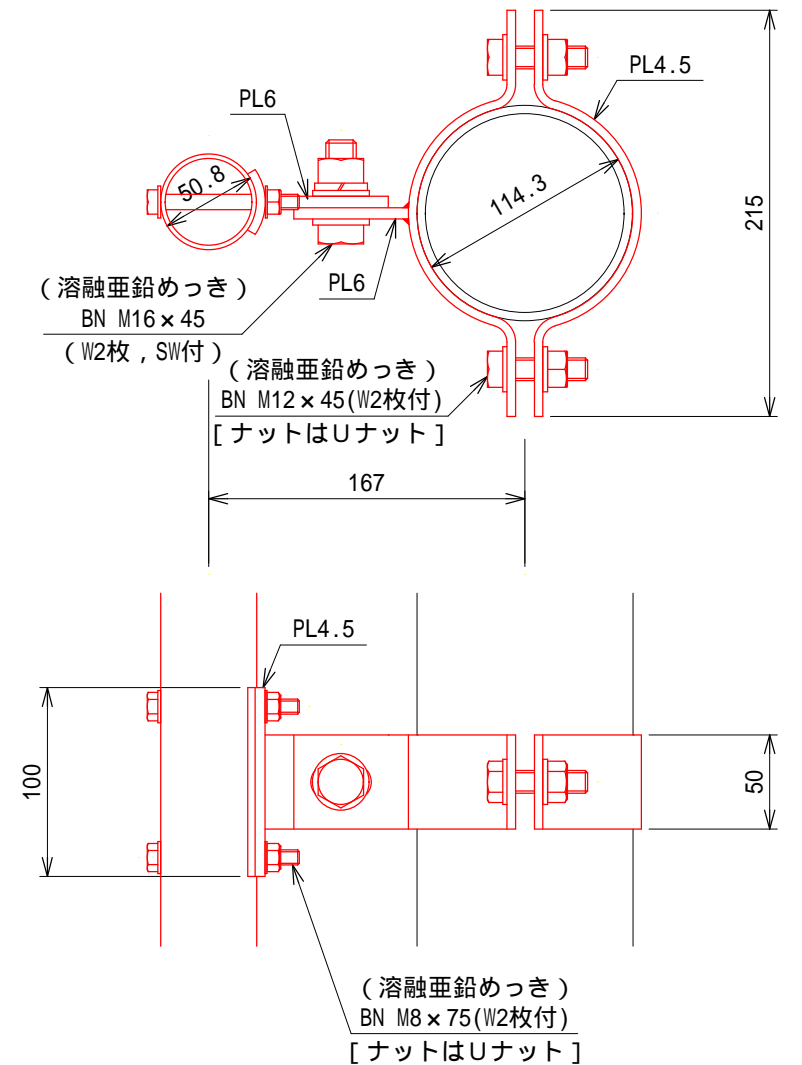 PL4.5
PL6
50.8
114.3
215
PL6
（溶融亜鉛めっき）
BN M16×45
（W2枚，SW付）
（溶融亜鉛めっき）
BN M12×45(W2枚付)
[ナットはUナット]
167
PL4.5
100
50
（溶融亜鉛めっき）
BN M8×75(W2枚付)
[ナットはUナット]